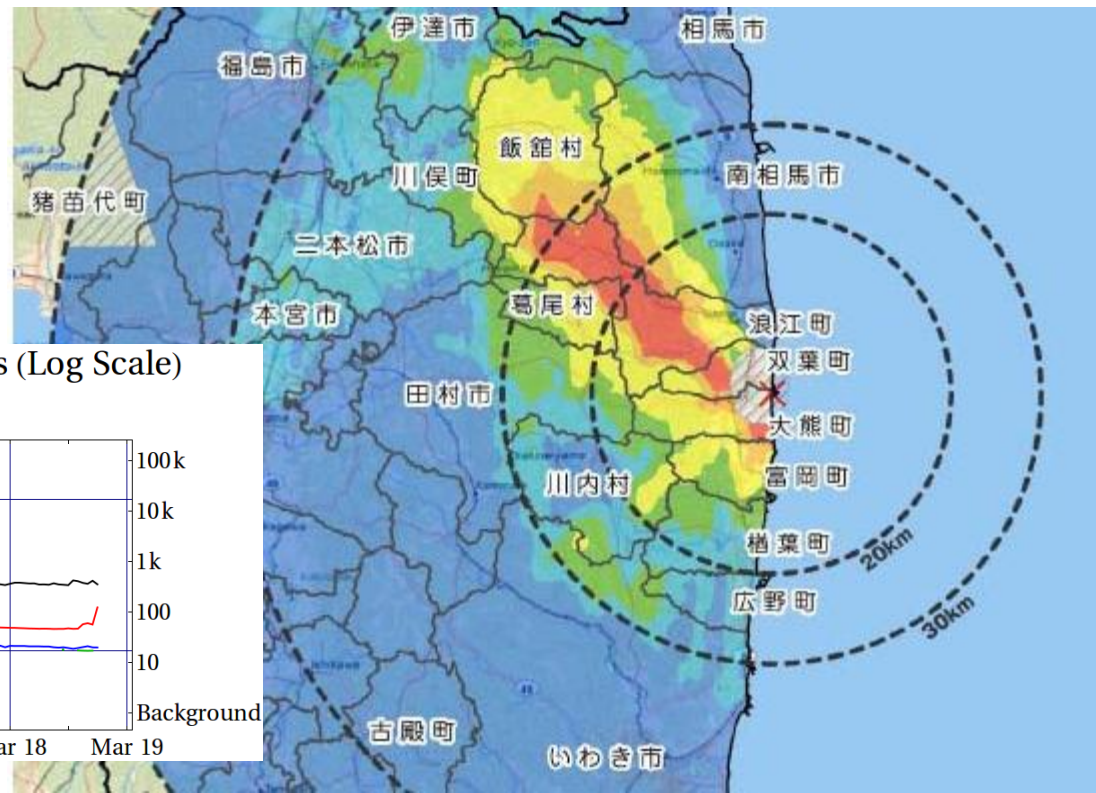 伊達市
相馬市
福島市
飯舘村
川俣町
南相馬市
猪苗代町
二本松市
葛尾村
本宮市
浪江町
双葉町
田村市
大熊町
富岡町
川内村
楢葉町
20km
広野町
30km
古殿町
いわき市
s (Log Scale)
100k
10k
1k
100
10
Background
ar 18
Mar 19
49